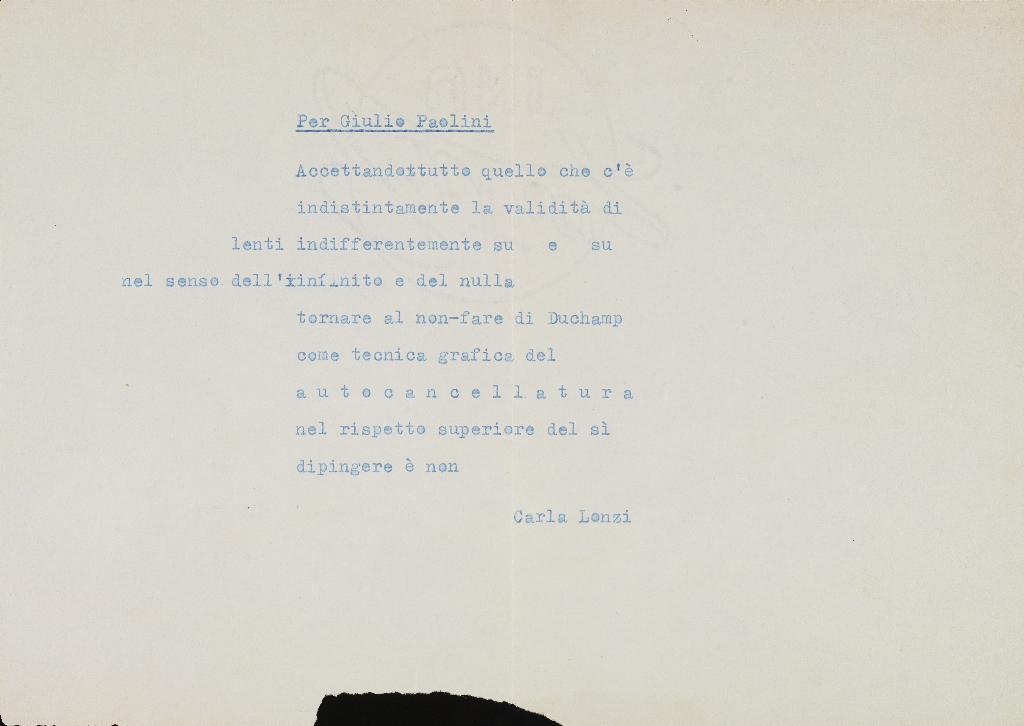 Per Giulio Paolini
Accettando tutto quello che c'è
indistintamente la validità di
lenti indifferentemente su e su
nel senso dell'infinito e del nulla
tornare al non-fare di Duchamp
come tecnica grafica del
a u t o c a n c e l l a t u r a
nel rispetto superiore del sì
dipingere è non
Carla Lonzi